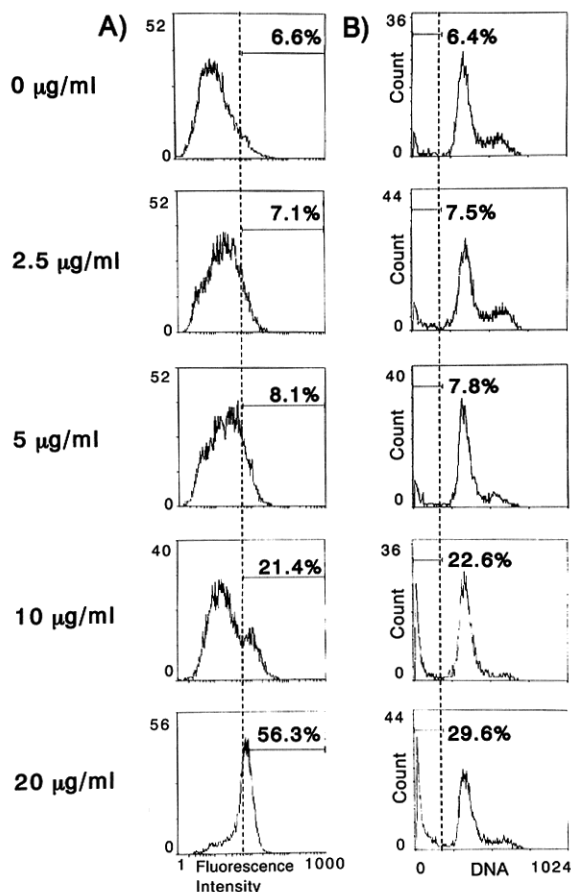 A) B)
0 µg/ml
52
0
6.6%
36
Count
0
6.4%
2.5 µg/ml
52
0
7.1%
44
Count
0
7.5%
5 µg/ml
52
0
8.1%
40
Count
0
7.8%
10 µg/ml
40
0
21.4%
36
Count
0
22.6%
20 µg/ml
56
0
56.3%
44
Count
0
29.6%
1 Fluorescence 1000
Intensity
0 DNA 1024